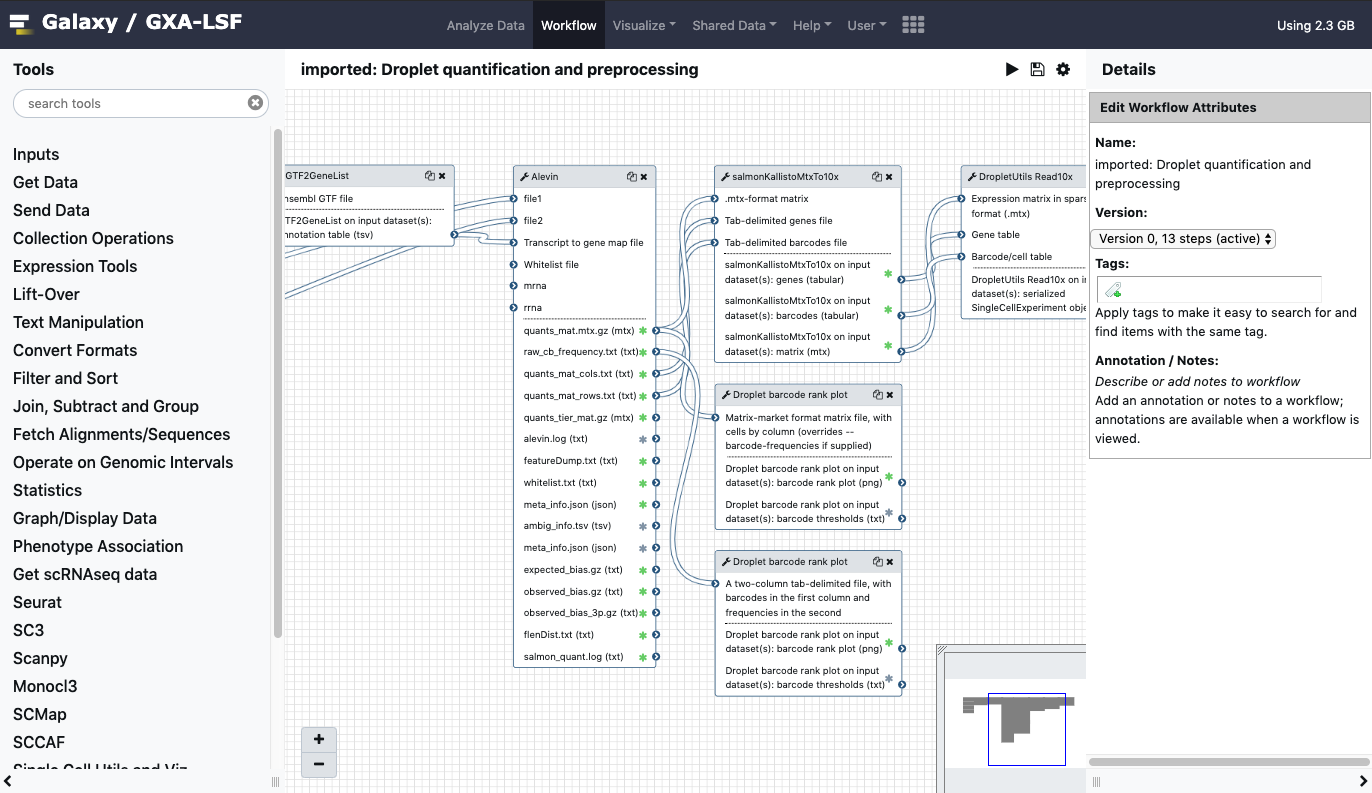 Galaxy / GXA-LSF
Analyze Data
Workflow
Visualize
Shared Data
Help
User
Using 2.3 GB
Tools
search tools
Inputs
Get Data
Send Data
Collection Operations
Expression Tools
Lift-Over
Text Manipulation
Convert Formats
Filter and Sort
Join, Subtract and Group
Fetch Alignments/Sequences
Operate on Genomic Intervals
Statistics
Graph/Display Data
Phenotype Association
Get scRNAseq data
Seurat
SC3
Scanpy
Monocl3
SCMap
SCCAF
Single Cell Utils and Viz
imported: Droplet quantification and preprocessing
GTF2GeneList
nsembl GTF file
TF2GeneList on input dataset(s):
nnotation table (tsv)
Alevin
file1
file2
Transcript to gene map file
Whitelist file
mrna
rrna
quants_mat.mtx.gz (mtx)
raw_cb_frequency.txt (txt)
quants_mat_cols.txt (txt)
quants_mat_rows.txt (txt)
quants_tier_mat.gz (mtx)
alevin.log (txt)
featureDump.txt (txt)
whitelist.txt (txt)
meta_info.json (json)
ambig_info.tsv (tsv)
meta_info.json (json)
expected_bias.gz (txt)
observed_bias.gz (txt)
observed_bias_3p.gz (txt)
flenDist.txt (txt)
salmon_quant.log (txt)
salmonKallistoMtxTo10x
.mtx-format matrix
Tab-delimited genes file
Tab-delimited barcodes file
salmonKallistoMtxTo10x on input
dataset(s): genes (tabular)
salmonKallistoMtxTo10x on input
dataset(s): barcodes (tabular)
salmonKallistoMtxTo10x on input
dataset(s): matrix (mtx)
Droplet barcode rank plot
Matrix-market format matrix file, with
cells by column (overrides --
barcode-frequencies if supplied)
Droplet barcode rank plot on input
dataset(s): barcode rank plot (png)
Droplet barcode rank plot on input
dataset(s): barcode thresholds (txt)
Droplet barcode rank plot
A two-column tab-delimited file, with
barcodes in the first column and
frequencies in the second
Droplet barcode rank plot on input
dataset(s): barcode rank plot (png)
Droplet barcode rank plot on input
dataset(s): barcode thresholds (txt)
DropletUtils Read10x
Expression matrix in spars
format (.mtx)
Gene table
Barcode/cell table
DropletUtils Read10x on in
dataset(s): serialized
SingleCellExperiment obje
Details
Edit Workflow Attributes
Name:
imported: Droplet quantification and
preprocessing
Version:
Version 0, 13 steps (active)
Tags:
Apply tags to make it easy to search for and
find items with the same tag.
Annotation / Notes:
Describe or add notes to workflow
Add an annotation or notes to a workflow;
annotations are available when a workflow is
viewed.